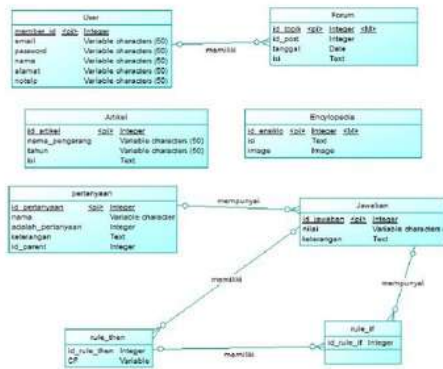 User
member_id <pi> Integer
email Variable characters (50)
password Variable characters (50)
nama Variable characters (50)
alamat Variable characters (50)
notelp Variable characters (50)
memiliki
Forum
id_topik <pi> Integer <M>
id_post Integer
tanggal Date
isi Text
Artikel
id_artikel <pi> Integer
nama_pengarang Variable characters (50)
tahun Variable characters (50)
isi Text
Encyclopedia
id_ensiklo <pi> Integer <M>
isi Text
image Image
pertanyaan
id_pertanyaan <pi> Integer
nama Variable character
adalah_pertanyaan Integer
keterangan Text
id_parent Integer
mempunyai
Jawaban
id_jawaban <pi> Integer
nilai Variable characters
keterangan Text
memiliki
mempunyai
rule_then
id_rule_then Integer
CF Variable
memiliki
rule_if
id_rule_if Integer